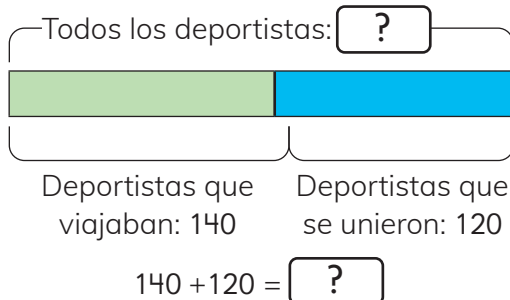 Todos los deportistas: ?
Deportistas que Deportistas que
viajaban: 140 se unieron: 120
140 +120 = ?